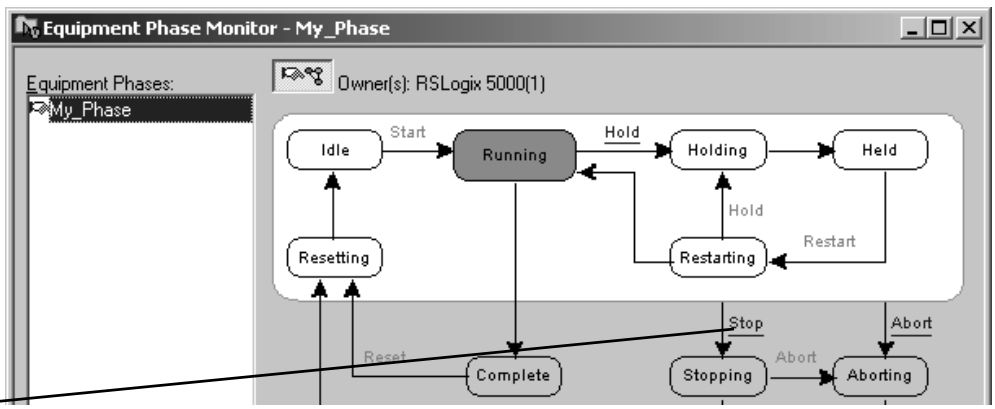 Equipment Phase Monitor - My_Phase
Equipment Phases:
Owner(s): RSLogix 5000(1)
My_Phase
Idle
Start
Running
Hold
Holding
Held
Hold
Resetting
Restarting
Restart
Stop
Abort
Reset
Complete
Stopping
Abort
Aborting